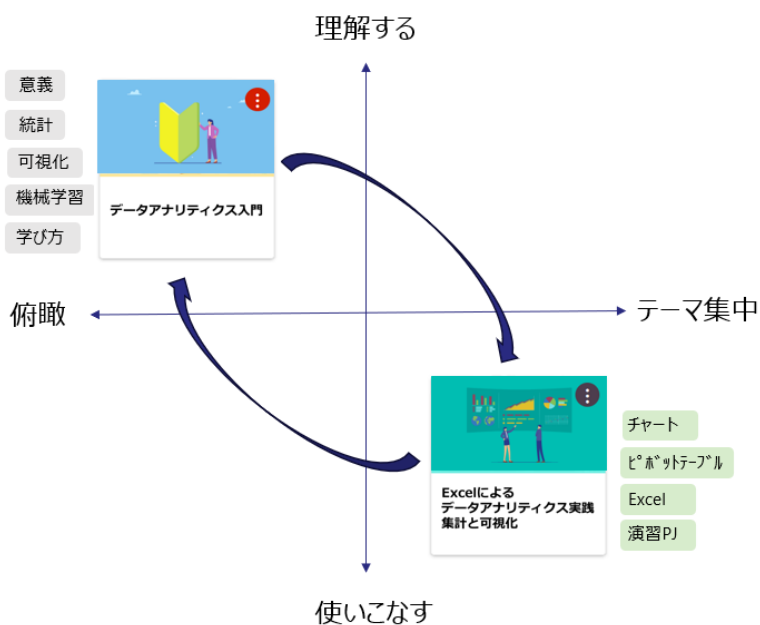 理解する
意義
統計
可視化
機械学習
学び方
データアナリティクス入門
俯瞰
テーマ集中
Excelによる
データアナリティクス実践
集計と可視化
チャート
ﾋﾟﾎﾞｯﾄﾃｰﾌﾞﾙ
Excel
演習PJ
使いこなす